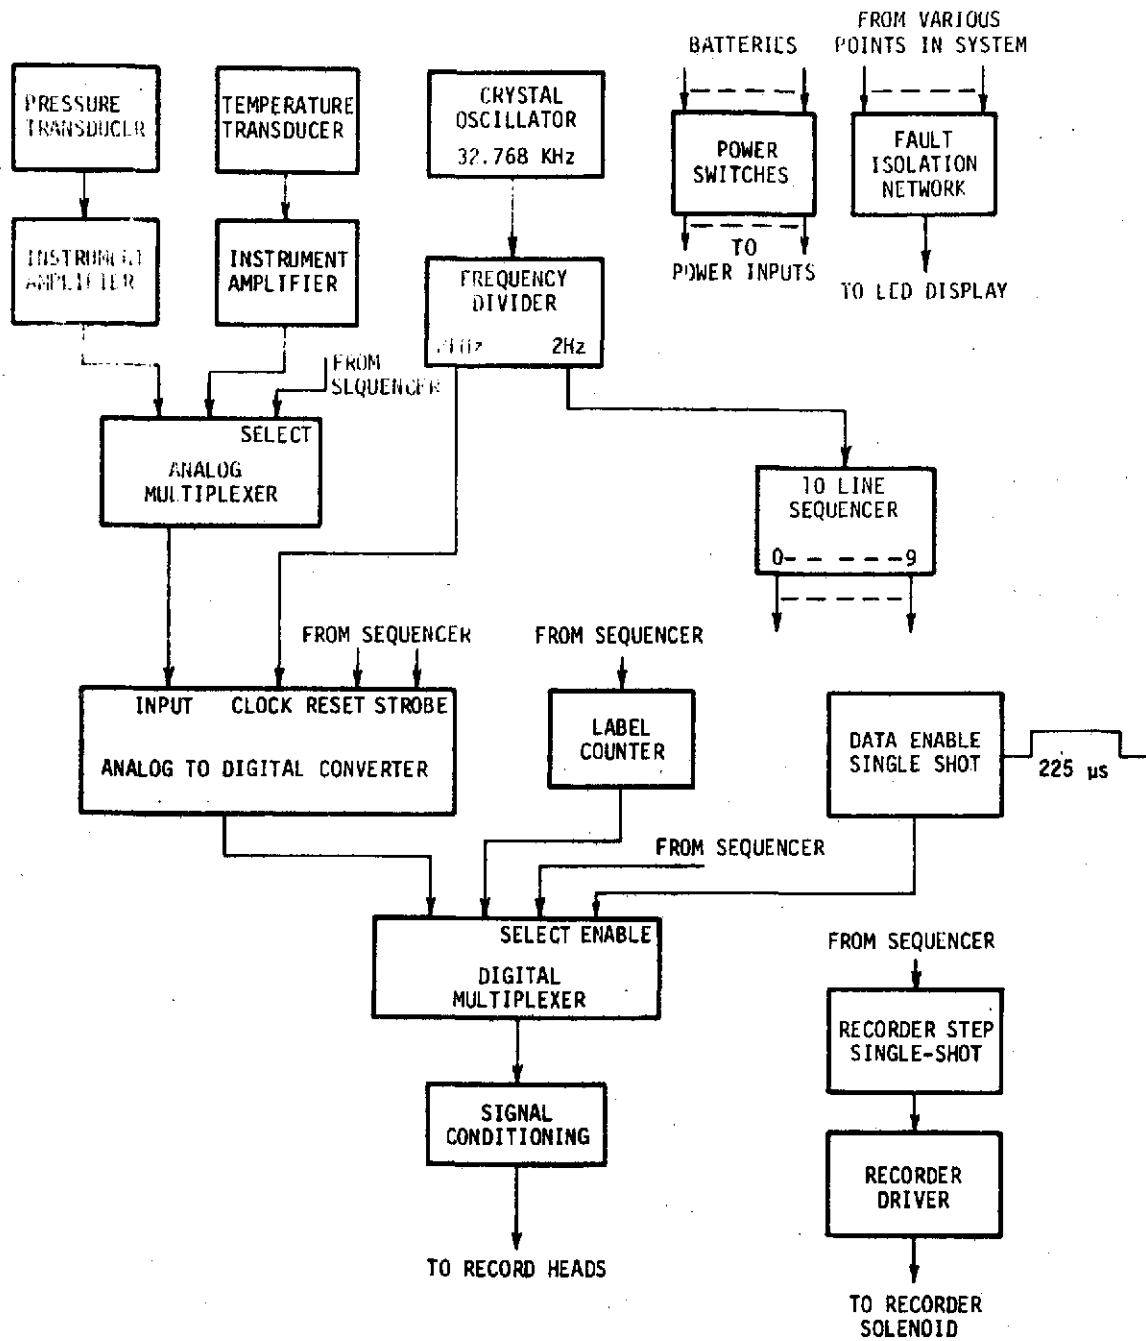 BATTERIES
FROM VARIOUS
POINTS IN SYSTEM
PRESSURE
TRANSDUCER
TEMPERATURE
TRANSDUCER
CRYSTAL
OSCILLATOR
32.768 KHz
POWER
SWITCHES
FAULT
ISOLATION
NETWORK
INSTRUMENT
AMPLIFIER
INSTRUMENT
AMPLIFIER
FREQUENCY
DIVIDER
2Hz
TO
POWER INPUTS
TO LED DISPLAY
FROM
SEQUENCER
SELECT
ANALOG
MULTIPLEXER
10 LINE
SEQUENCER
0- - - - - -9
FROM SEQUENCER
FROM SEQUENCER
INPUT CLOCK RESET STROBE
ANALOG TO DIGITAL CONVERTER
LABEL
COUNTER
DATA ENABLE
SINGLE SHOT
225 µs
FROM SEQUENCER
SELECT ENABLE
DIGITAL
MULTIPLEXER
FROM SEQUENCER
RECORDER STEP
SINGLE-SHOT
SIGNAL
CONDITIONING
RECORDER
DRIVER
TO RECORD HEADS
TO RECORDER
SOLENOID